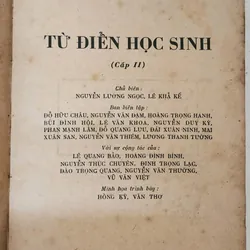 TỪ ĐIỂN HỌC SINH
(Cấp II)
Chủ biên:
NGUYỄN LƯƠNG NGỌC, LÊ KHẢ KẾ
Ban biên tập:
ĐỖ HỮU CHÂU, NGUYỄN VĂN ĐẠM, HOÀNG TRỌNG HANH,
BÙI ĐÌNH HỘI, LÊ VĂN KHOA, NGUYỄN DUY KỲ,
PHAN MẠNH LÂM, ĐỖ QUANG LƯU, ĐÁI XUÂN NINH, MAI
XUÂN SAN, NGUYỄN VĂN THIÊM, LƯƠNG THANH TƯỜNG
Với sự cộng tác của:
LÊ QUANG BẢO, HOÀNG ĐÌNH BÌNH,
NGUYỄN THỨC CHUYÊN, ĐINH TRỌNG LẠC,
ĐÀO TRỌNG QUANG, NGUYỄN VĂN THƯỜNG,
VŨ VĂN VIỆT
Minh họa trình bày:
HỒNG KỲ, VĂN THƠ